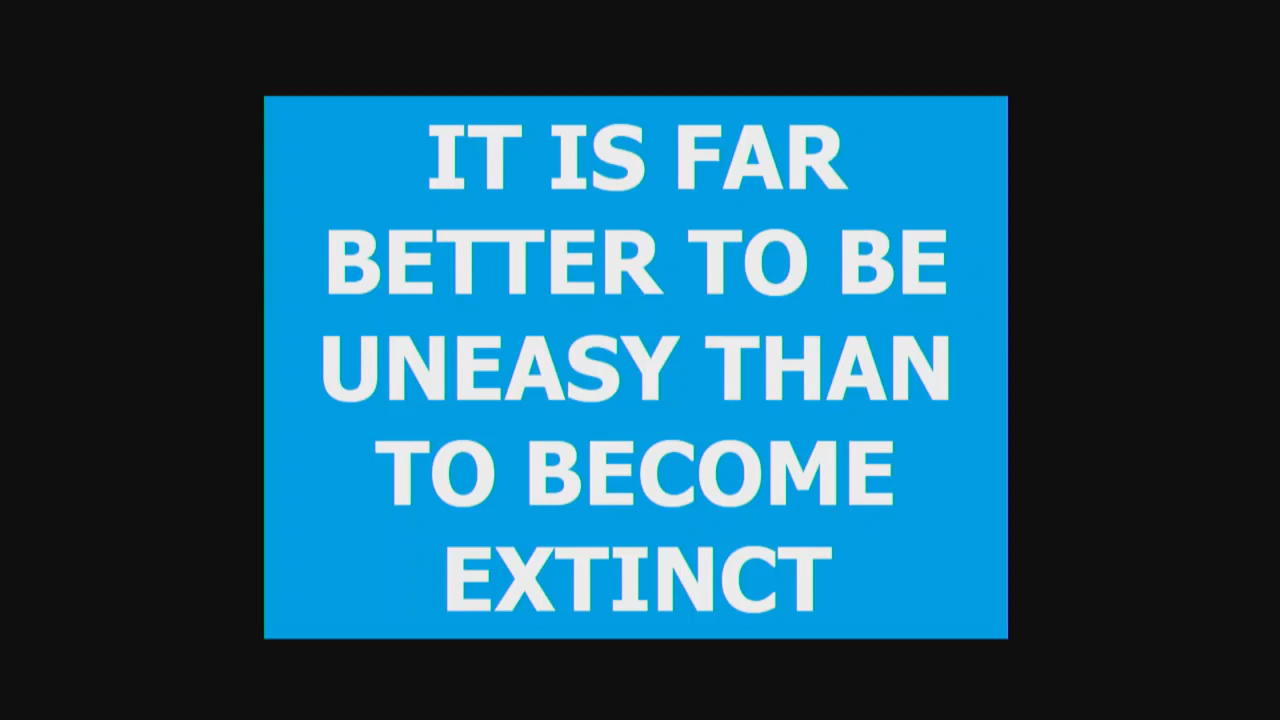 IT IS FAR
BETTER TO BE
UNEASY THAN
TO BECOME
EXTINCT